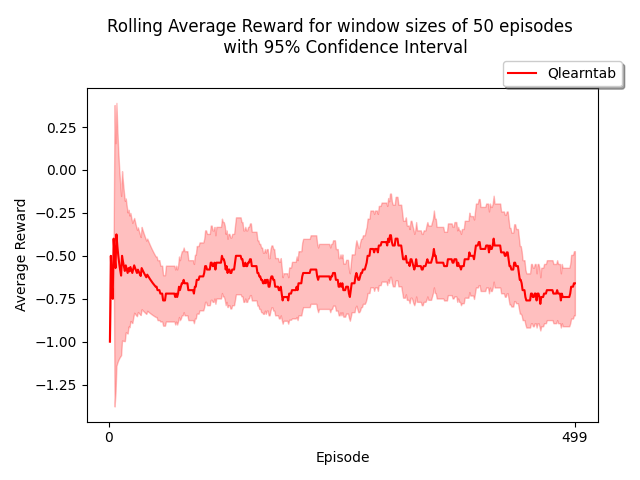 Rolling Average Reward for window sizes of 50 episodes
with 95% Confidence Interval
Qlearntab
0.25
0.00
−0.25
−0.50
−0.75
−1.00
−1.25
Average Reward
0
499
Episode